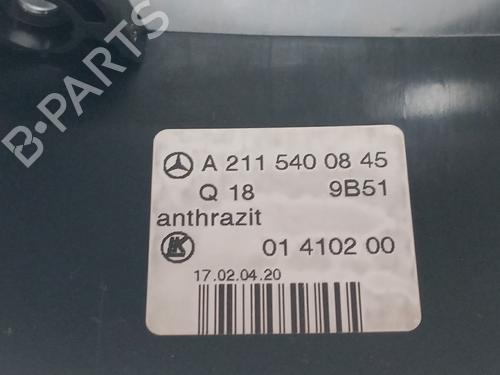 B-PARTS
A 211 540 08 45
Q 18 9B51
anthrazit
01 4102 00
17.02.04.20